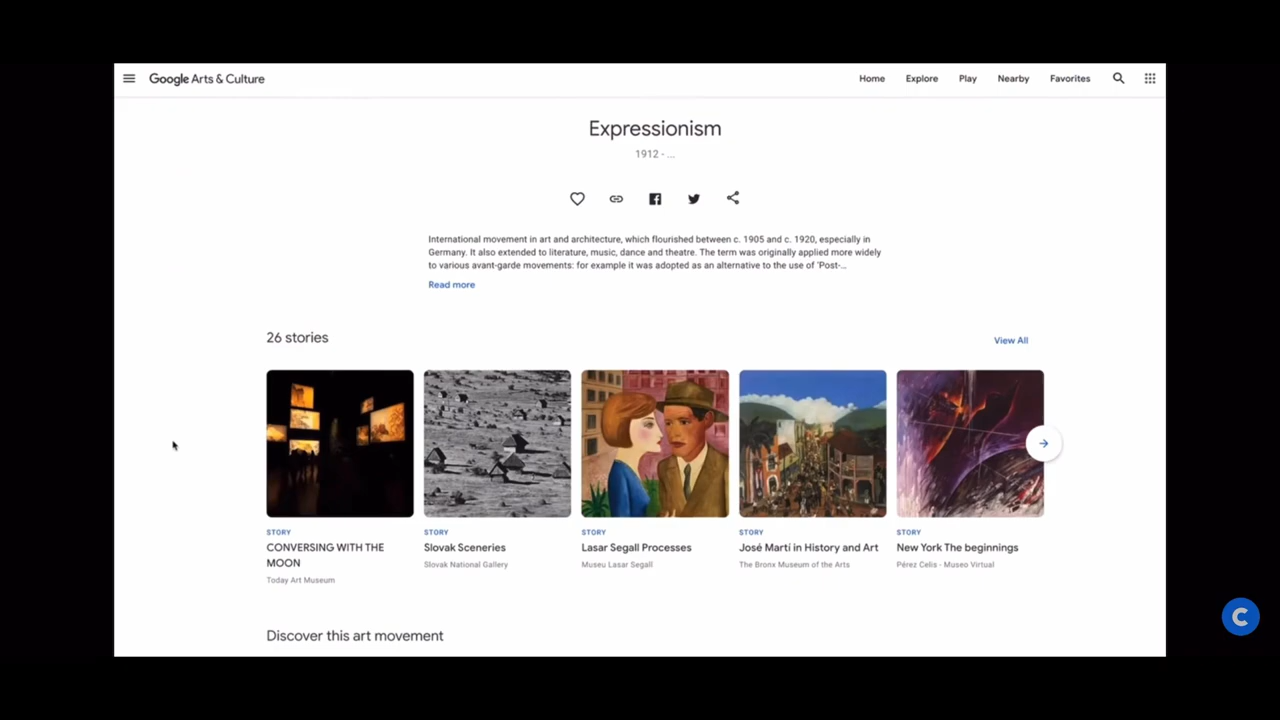 Google Arts & Culture
Home Explore Play Nearby Favorites
Expressionism
1912 - ...
International movement in art and architecture, which flourished between c. 1905 and c. 1920, especially in
Germany. It also extended to literature, music, dance and theatre. The term was originally applied more widely
to various avant-garde movements: for example it was adopted as an alternative to the use of 'Post-...
Read more
26 stories
View All
STORY
CONVERSING WITH THE
MOON
Today Art Museum
STORY
Slovak Sceneries
Slovak National Gallery
STORY
Lasar Segall Processes
Museu Lasar Segall
STORY
José Martí in History and Art
The Bronx Museum of the Arts
STORY
New York The beginnings
Pérez Celis - Museo Virtual
Discover this art movement
C